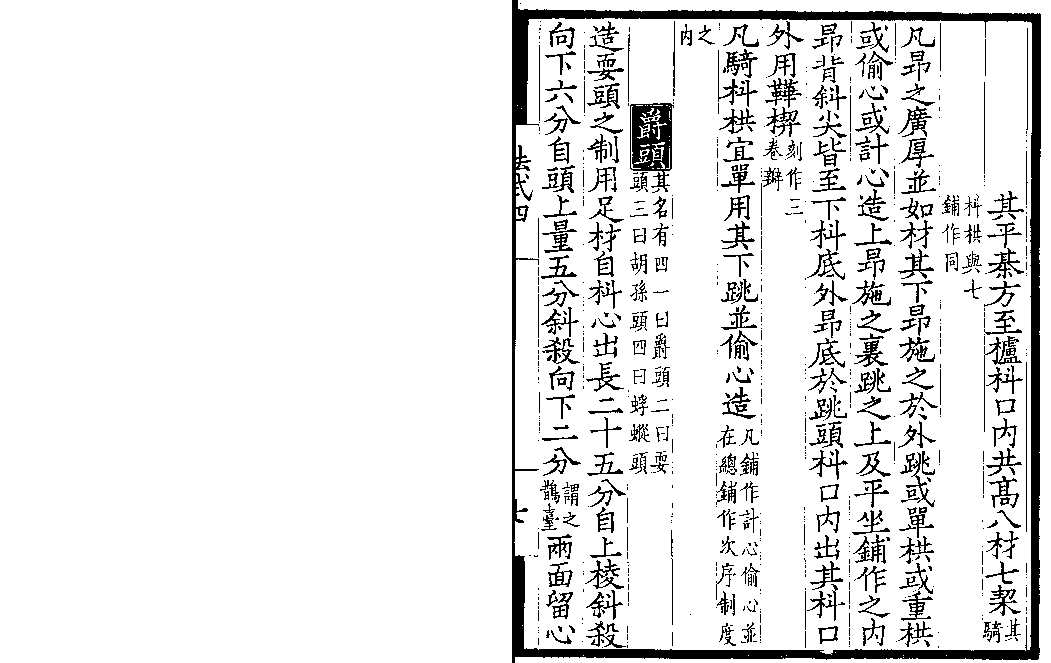 其平棊方至櫨枓口内共髙八材七栔其騎
枓栱與七鋪作同
凡昂之廣厚並如材其下昂施之於外跳或單栱或重栱
或偷心或計心造上昂施之裏跳之上及平坐鋪作之内
昂背斜尖皆至下枓底外昂底於跳頭枓口内出其枓口
外用鞾楔刻作三卷瓣
凡騎枓栱宜單用其下跳並偷心造凡鋪作計心偷心並在總鋪作次序制度
之内
爵頭其名有四一曰爵頭二曰耍頭三曰胡孫頭四曰蜉蝬頭
造耍頭之制用足材自枓心出長二十五分自上棱斜殺
向下六分自頭上量五分斜殺向下二分謂之鵲臺兩面留心
法式四
七